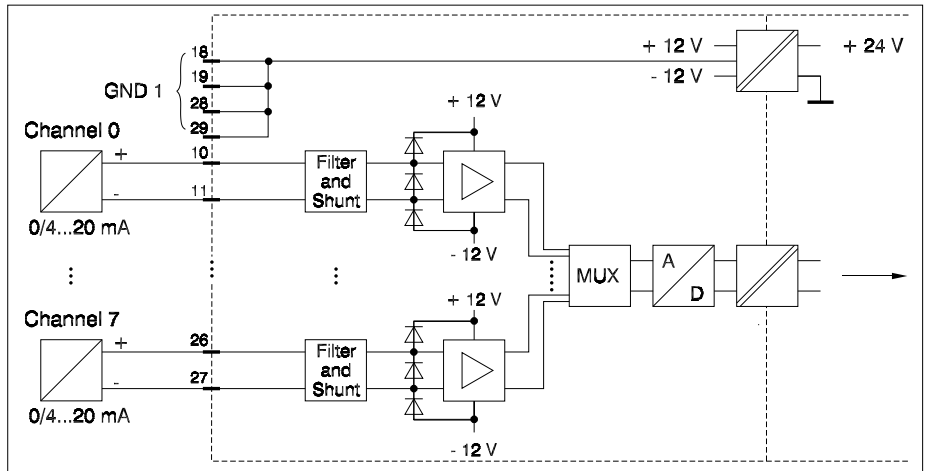 18
+ 12 V
+ 24 V
19
- 12 V
GND 1
28
29
+ 12 V
Channel 0
+
10
Filter
and
Shunt
-
11
0/4...20 mA
- 12 V
MUX
A
D
+ 12 V
Channel 7
+
26
Filter
and
Shunt
-
27
0/4...20 mA
- 12 V